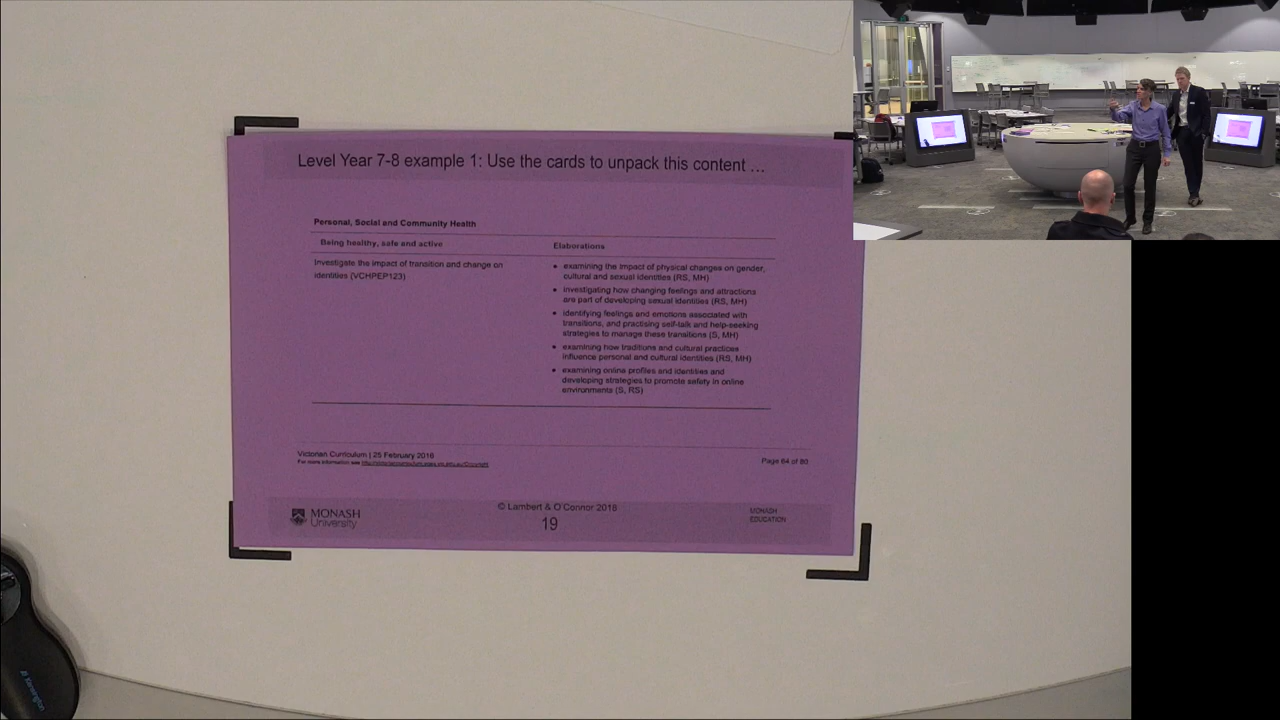 Level Year 7-8 example 1: Use the cards to unpack this content ...
Personal, Social and Community Health
Being healthy, safe and active
Elaborations
Investigate the impact of transition and change on
identities (VCHPEP123)
• examining the impact of physical changes on gender,
cultural and sexual identities (RS, MH)
• investigating how changing feelings and attractions
are part of developing sexual identities (RS, MH)
• identifying feelings and emotions associated with
transitions, and practising self-talk and help-seeking
strategies to manage these transitions (S, MH)
• examining how traditions and cultural practices
influence personal and cultural identities (RS, MH)
• examining online profiles and identities and
developing strategies to promote safety in online
environments (S, RS)
Victorian Curriculum | 25 February 2016
For more information see
Page 64 of 80
MONASH
University
© Lambert & O'Connor 2018
19
MONASH
EDUCATION
Kensington